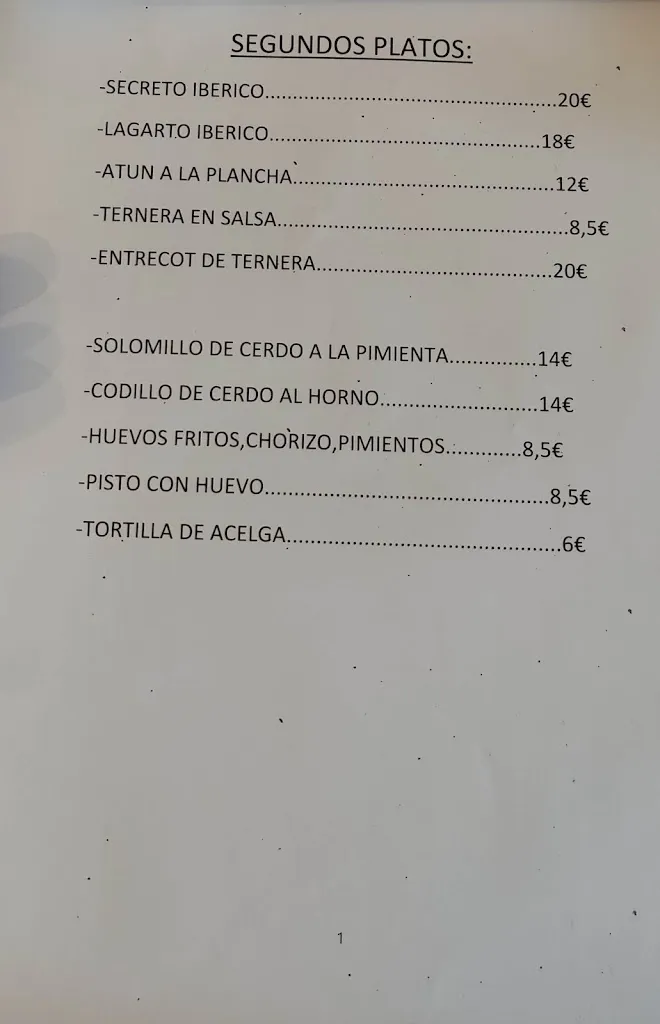 SEGUNDOS PLATOS:
-SECRETO IBERICO......................................................20€
-LAGARTO IBERICO..................................................18€
-ATUN A LA PLANCHA................................................12€
-TERNERA EN SALSA......................................................8,5€
-ENTRECOT DE TERNERA...........................................20€
-SOLOMILLO DE CERDO A LA PIMIENTA................14€
-CODILLO DE CERDO AL HORNO.............................14€
-HUEVOS FRITOS,CHORIZO,PIMIENTOS..............8,5€
-PISTO CON HUEVO.....................................................8,5€
-TORTILLA DE ACELGA..................................................6€
1